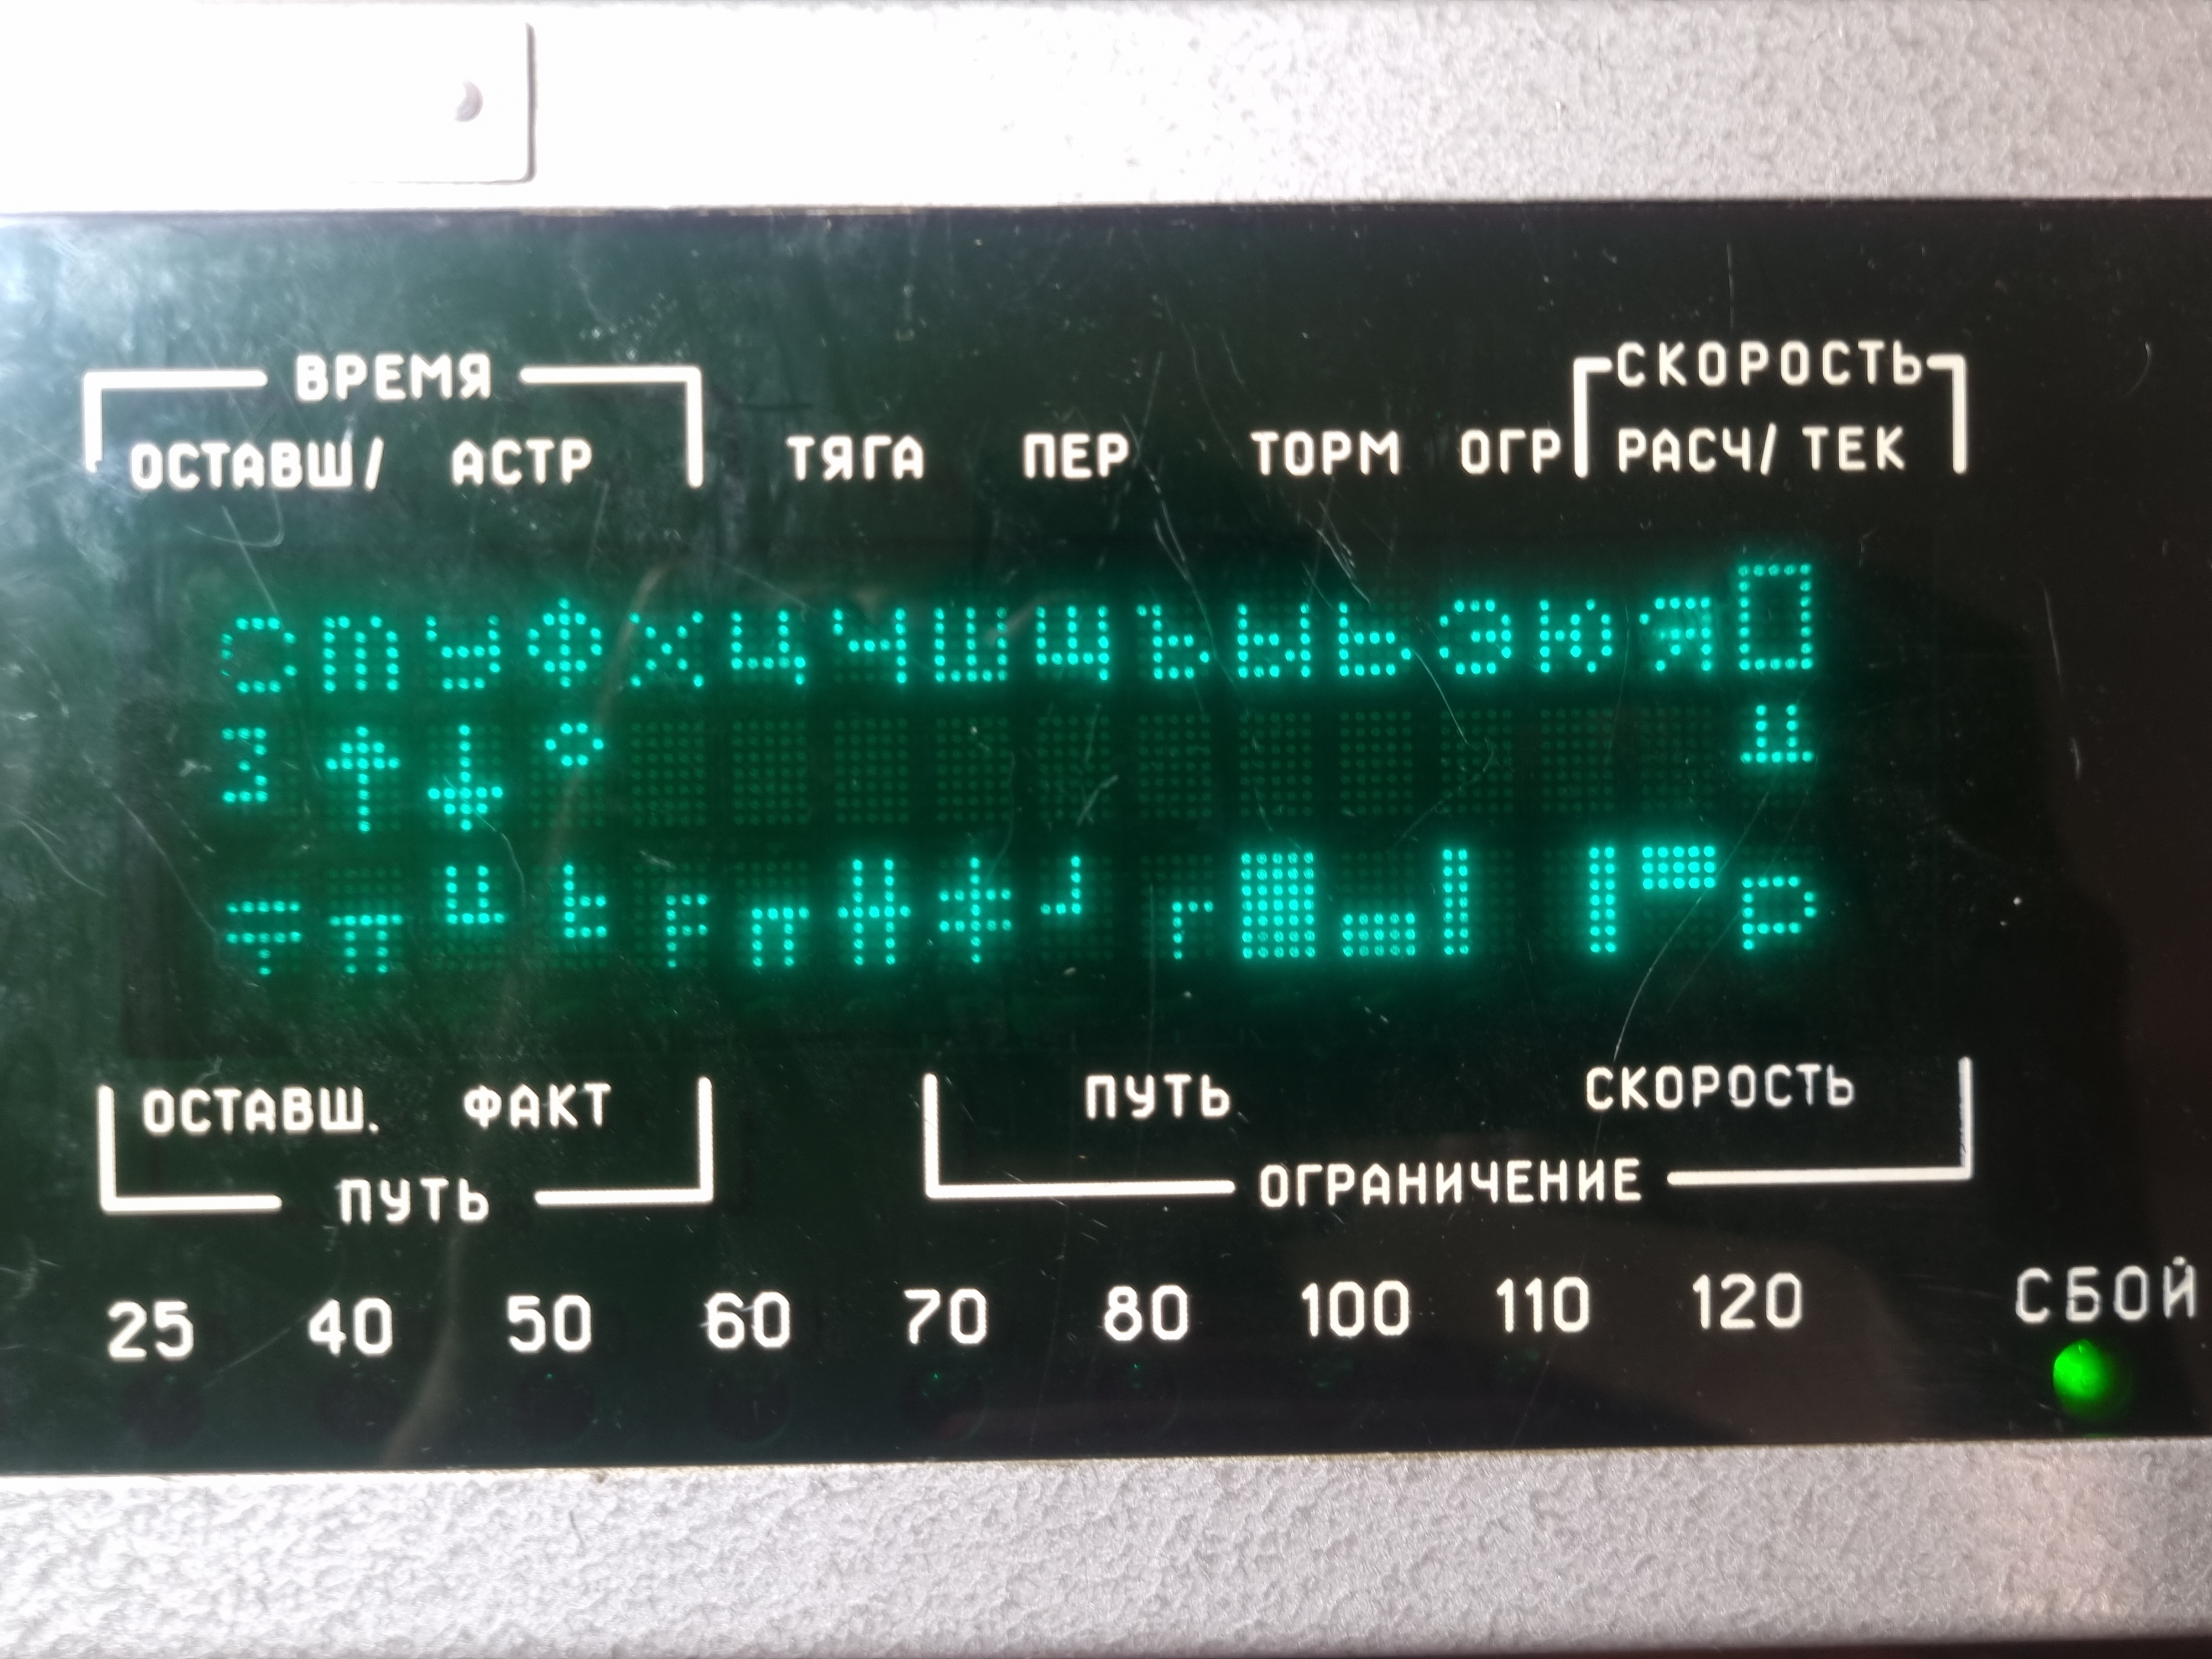 ВРЕМЯ
СКОРОСТЬ
ОСТАВШ/ АСТР ТЯГА ПЕР ТОРМ ОГР РАСЧ/ ТЕК
с т у ф х ц ч ш щ ъ ы ь э ю я
↑ ↓ °
╤ ╥ ╙ ╘ ╒ ╓ ╫ ╪ ┘ ┌ █ ▄ ▌ ▐ ▀ р
ОСТАВШ. ФАКТ ПУТЬ СКОРОСТЬ
ПУТЬ ОГРАНИЧЕНИЕ
25 40 50 60 70 80 100 110 120 СБОЙ